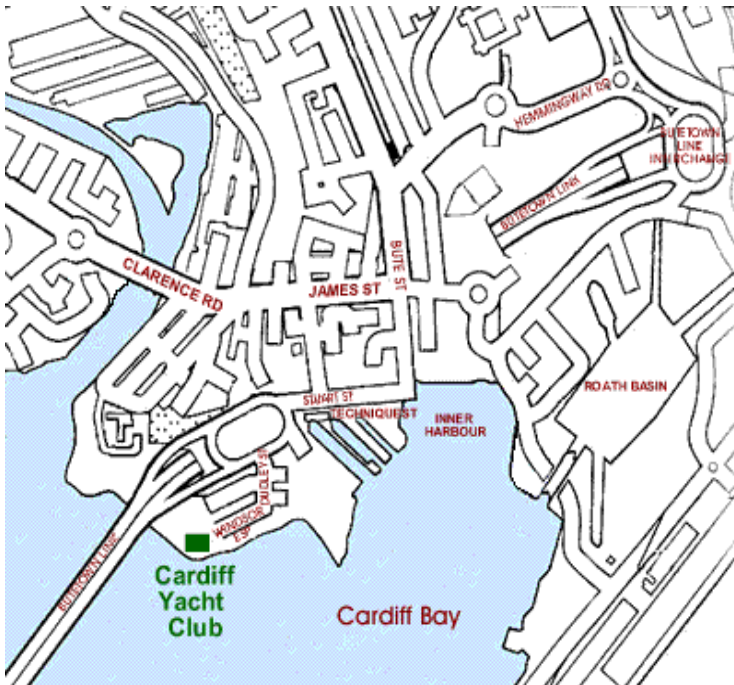 HEMMINGWAY RD
BUTETOWN
LINK
INTERCHANGE
BUTETOWN LINK
BUTE ST
CLARENCE RD
JAMES ST
ROATH BASIN
STUART ST
TECHNIQUEST
INNER
HARBOUR
DUDLEY ST
WINDSOR
ESP
BUTETOWN LINK
Cardiff
Yacht
Club
Cardiff Bay